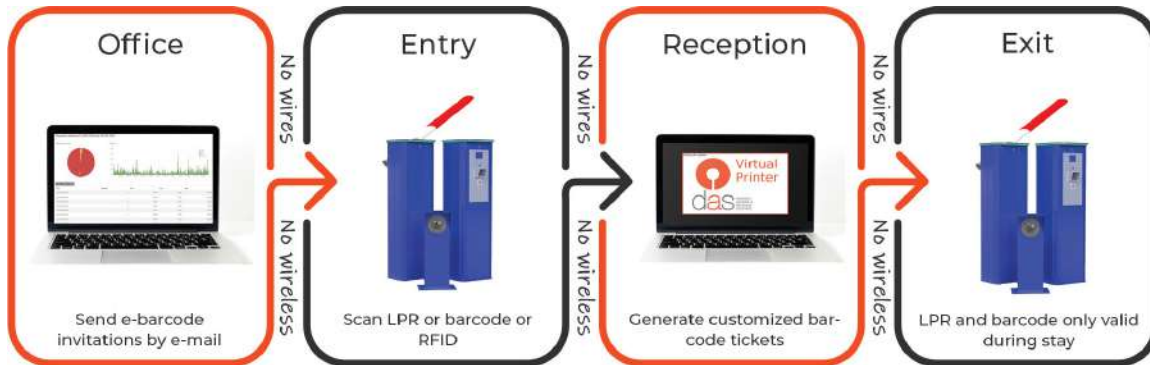 Office
Send e-barcode
invitations by e-mail
No wires
No wireless
Entry
Scan LPR or barcode or
RFID
No wires
No wireless
Reception
Virtual
Printer
das
Generate customized bar-
code tickets
No wires
No wireless
Exit
LPR and barcode only valid
during stay